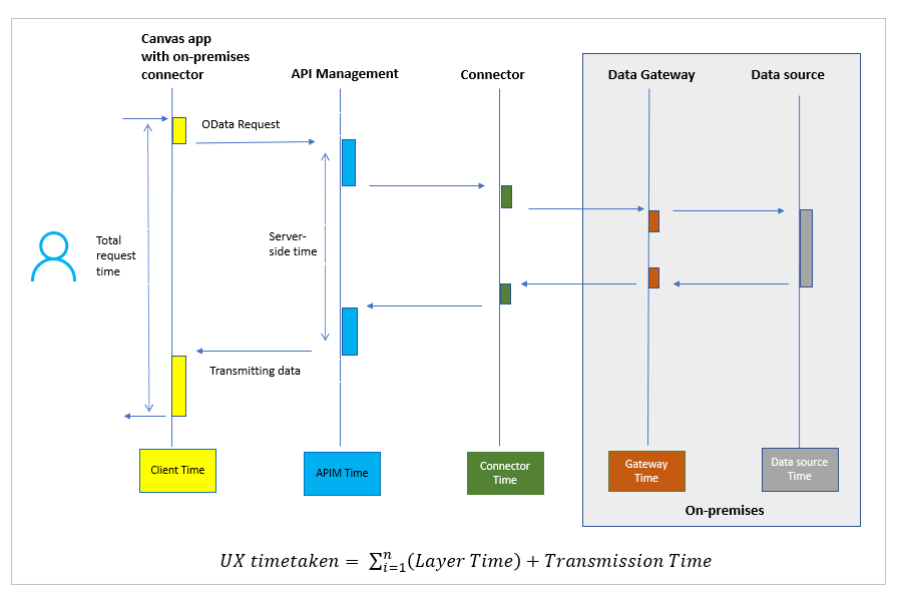 Canvas app
with on-premises
connector
API Management
Connector
Data Gateway
Data source
OData Request
Total
request
time
Server-
side time
Transmitting data
Client Time
APIM Time
Connector
Time
Gateway
Time
Data source
Time
On-premises
UX timetaken = ∑ⁿᵢ₌₁(Layer Time) + Transmission Time